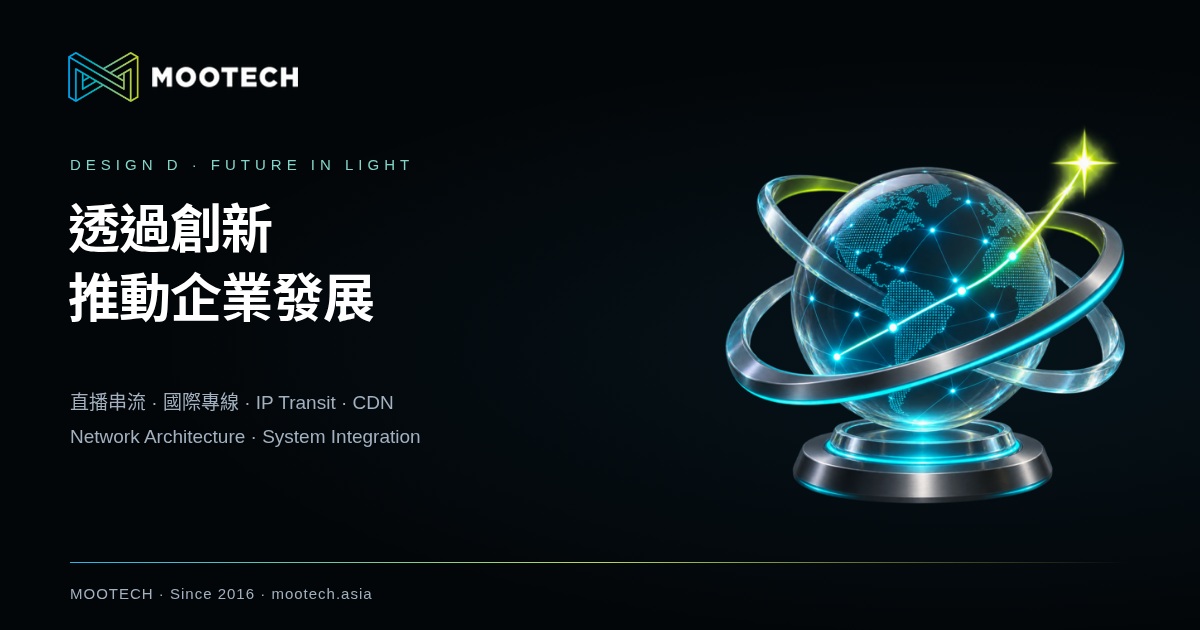 MOOTECH
DESIGN D · FUTURE IN LIGHT
透過創新
推動企業發展
直播串流 · 國際專線 · IP Transit · CDN
Network Architecture · System Integration
MOOTECH · Since 2016 · mootech.asia